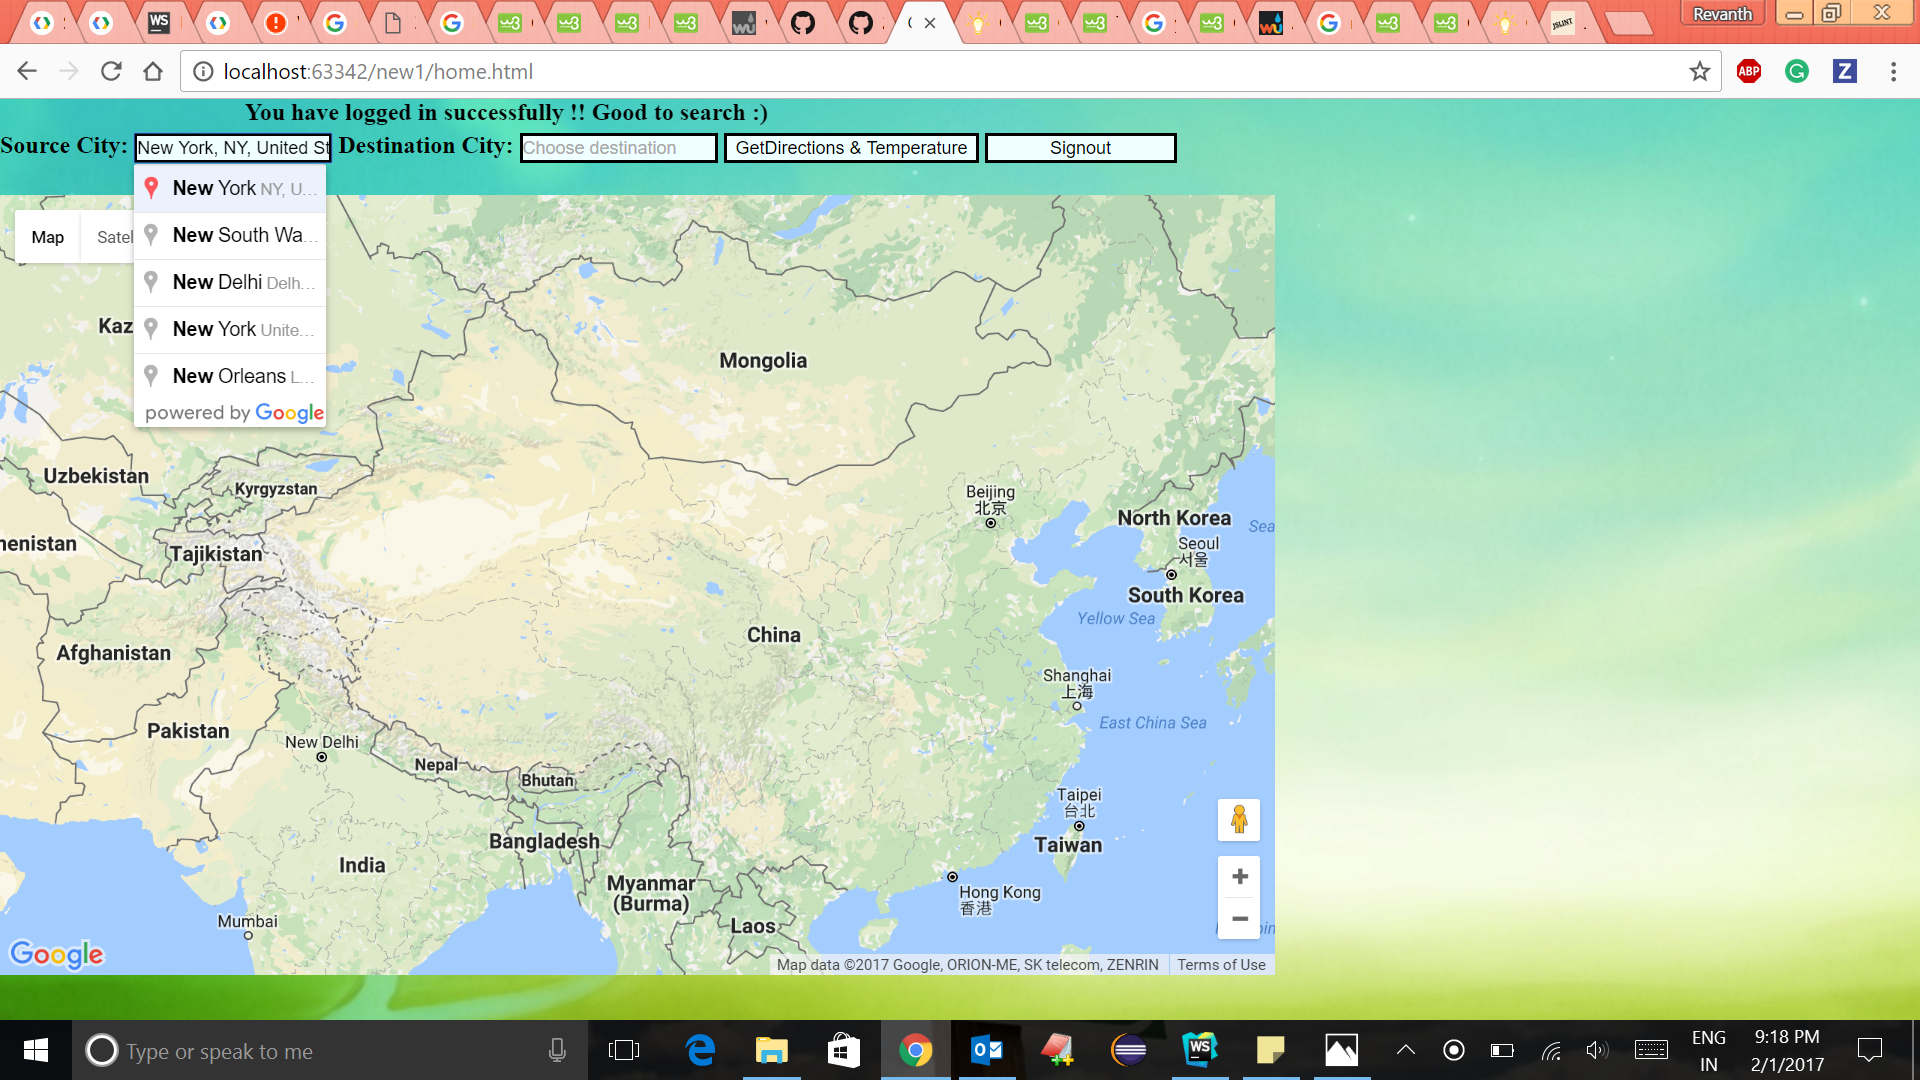 Revanth
localhost:63342/new1/home.html
ABP
You have logged in successfully !! Good to search :)
Source City: New York, NY, United St Destination City: Choose destination GetDirections & Temperature Signout
New York NY, U...
New South Wa...
New Delhi Delh...
New York Unite...
New Orleans L...
powered by Google
Map
Satel
Kaz
Mongolia
Uzbekistan
Kyrgyzstan
Beijing
北京
North Korea
Sea
Seoul
서울
menistan
Tajikistan
South Korea
Yellow Sea
China
Afghanistan
Shanghai
上海
East China Sea
Pakistan
New Delhi
Nepal
Bhutan
Taipei
台北
Taiwan
Bangladesh
India
Myanmar
(Burma)
Hong Kong
香港
Mumbai
Laos
Google
Map data ©2017 Google, ORION-ME, SK telecom, ZENRIN Terms of Use
Type or speak to me
ENG
IN
9:18 PM
2/1/2017